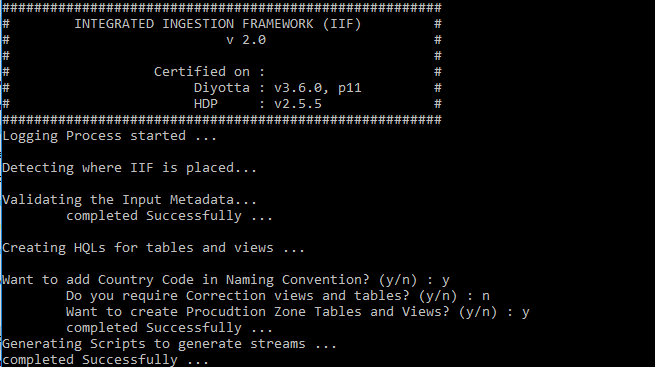 #######################################################
# INTEGRATED INGESTION FRAMEWORK (IIF) #
# v 2.0 #
# #
# Certified on : #
# Diyotta : v3.6.0, p11 #
# HDP : v2.5.5 #
#######################################################
Logging Process started ...
Detecting where IIF is placed...
Validating the Input Metadata...
completed Successfully ...
Creating HQLs for tables and views ...
Want to add Country Code in Naming Convention? (y/n) : y
Do you require Correction views and tables? (y/n) : n
Want to create Procudtion Zone Tables and Views? (y/n) : y
completed Successfully ...
Generating Scripts to generate streams ...
completed Successfully ...